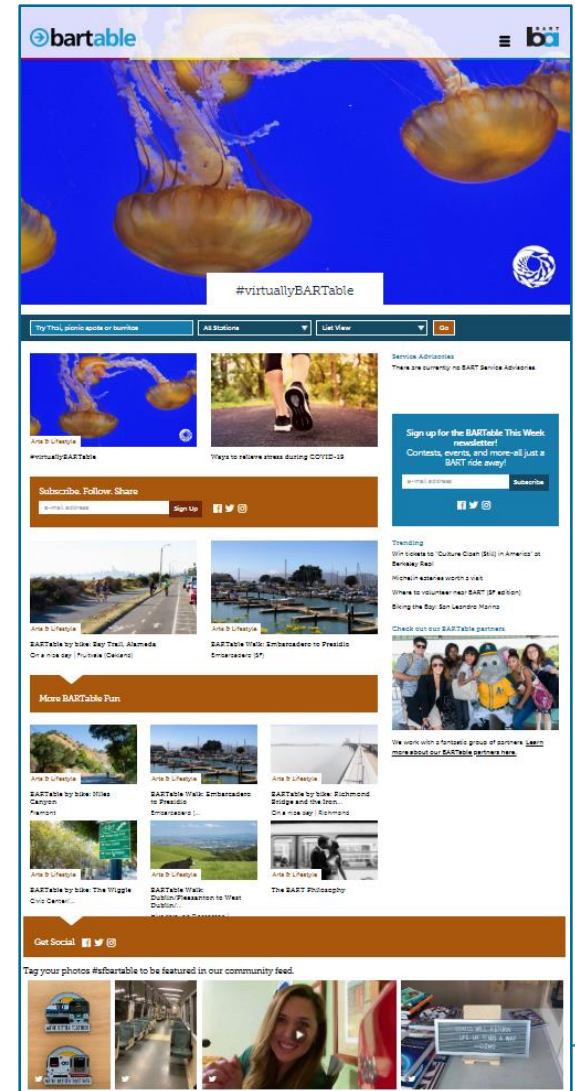 bartable
BART
ba
#virtuallyBARTable
Try Thai, picnic spots or burritos
All Stations
List View
Go
Arts & Lifestyle
#virtuallyBARTable
Ways to relieve stress during COVID-19
Service Advisories
There are currently no BART Service Advisories.
Subscribe. Follow. Share
e-mail address
Sign Up
Sign up for the BARTable This Week
newsletter!
Contests, events, and more-all just a
BART ride away!
e-mail address
Subscribe
Arts & Lifestyle
BARTable by bike: Bay Trail, Alameda
On a nice day | Fruitvale (Oakland)
Arts & Lifestyle
BARTable Walk: Embarcadero to Presidio
Embarcadero (SF)
Trending
Win tickets to "Culture Clash (Still) in America" at
Berkeley Rep!
Michelin eateries worth a visit
Where to volunteer near BART (SF edition)
Biking the Bay: San Leandro Marina
Check out our BARTable partners
We work with a fantastic group of partners. Learn
more about our BARTable partners here.
More BARTable Fun
Arts & Lifestyle
BARTable by bike: Niles
Canyon
Fremont
Arts & Lifestyle
BARTable Walk: Embarcadero
to Presidio
Embarcadero (...
Arts & Lifestyle
BARTable by bike: Richmond
Bridge and the Iron...
On a nice day | Richmond
Arts & Lifestyle
BARTable by bike: The Wiggle
Civic Center/...
Arts & Lifestyle
BARTable Walk:
Dublin/Pleasanton to West
Dublin/...
Arts & Lifestyle
The BART Philosophy
Get Social
Tag your photos #sfbartable to be featured in our community feed.